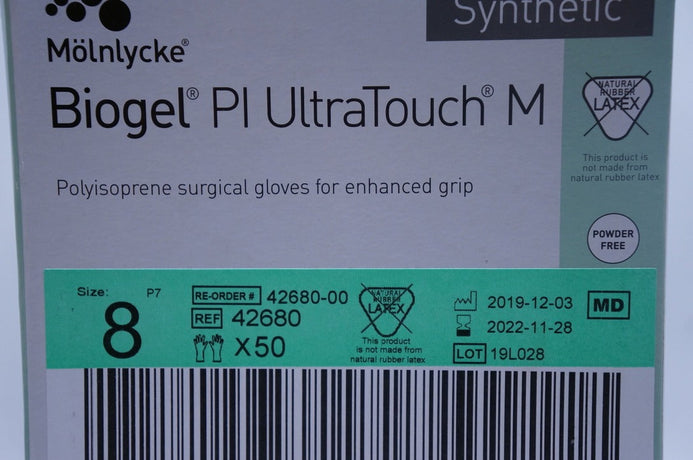 Synthetic
Mölnlycke®
Biogel® PI UltraTouch® M
NATURAL
RUBBER
LATEX
This product is
not made from
natural rubber latex
Polyisoprene surgical gloves for enhanced grip
POWDER
FREE
Size:
P7
8
RE-ORDER # 42680-00
REF 42680
X50
NATURAL
RUBBER
LATEX
This product
is not made from
natural rubber latex
2019-12-03
2022-11-28
LOT 19L028
MD